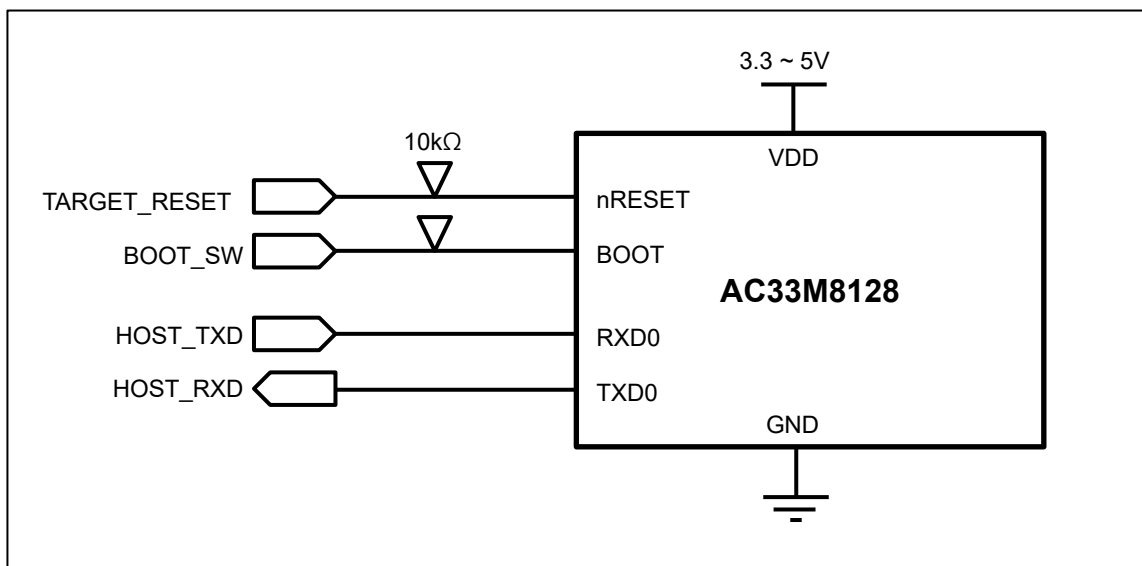 3.3 ~ 5V
VDD
10kΩ
TARGET_RESET
nRESET
BOOT_SW
BOOT
AC33M8128
HOST_TXD
RXD0
HOST_RXD
TXD0
GND